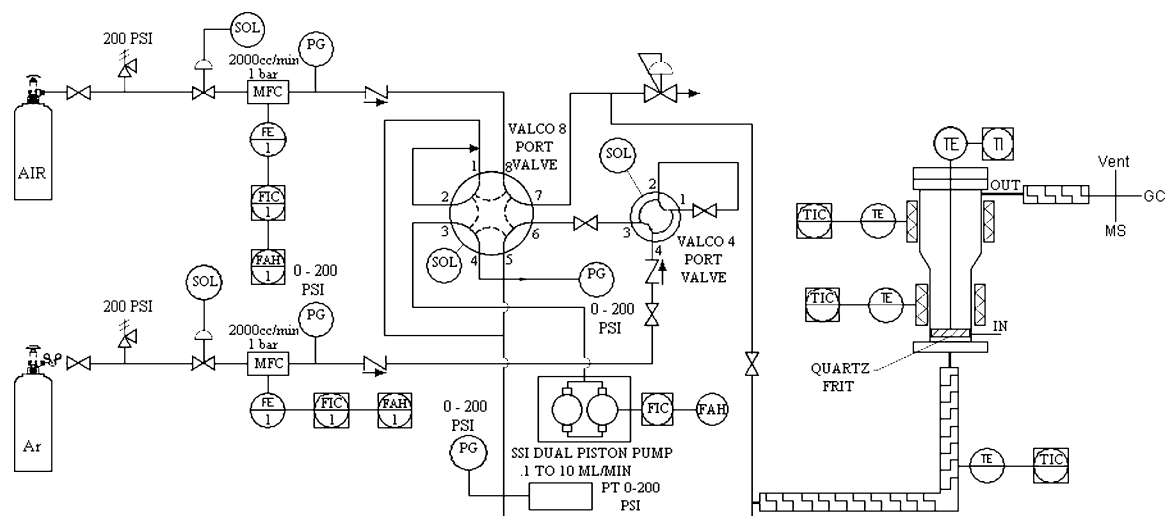 200 PSI
SOL
2000cc/min
1 bar
PG
MFC
AIR
FE
1
FIC
1
FAH
1
0 - 200
PSI
VALCO 8
PORT
VALVE
1
8
2
7
3
6
4
5
SOL
SOL
2
1
3
4
VALCO 4
PORT
VALVE
PG
0 - 200
PSI
200 PSI
SOL
2000cc/min
1 bar
PG
MFC
Ar
FE
1
FIC
1
FAH
1
0 - 200
PSI
PG
FIC
FAH
SSI DUAL PISTON PUMP
.1 TO 10 ML/MIN
PT 0-200
PSI
TE
TI
OUT
Vent
GC
MS
TIC
TE
TIC
TE
IN
QUARTZ
FRIT
TE
TIC